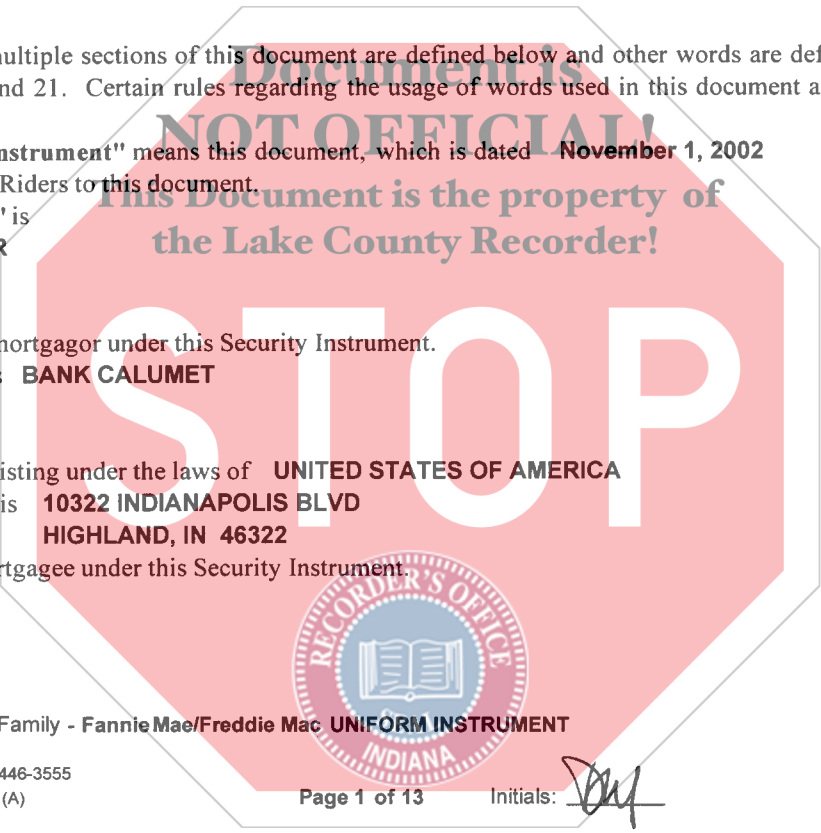 multiple sections of this document are defined below and other words are def
Document is
nd 21. Certain rules regarding the usage of words used in this document a
NOT OFFICIAL!
nstrument" means this document, which is dated November 1, 2002
Riders to this document.
This Document is the property of
" is
R
the Lake County Recorder!
STOP
mortgagor under this Security Instrument.
s BANK CALUMET
isting under the laws of UNITED STATES OF AMERICA
is 10322 INDIANAPOLIS BLVD
HIGHLAND, IN 46322
rtgagee under this Security Instrument.
RECORDER'S OFFICE
SEAL
INDIANA
Family - Fannie Mae/Freddie Mac UNIFORM INSTRUMENT
446-3555
(A)
Page 1 of 13 Initials: